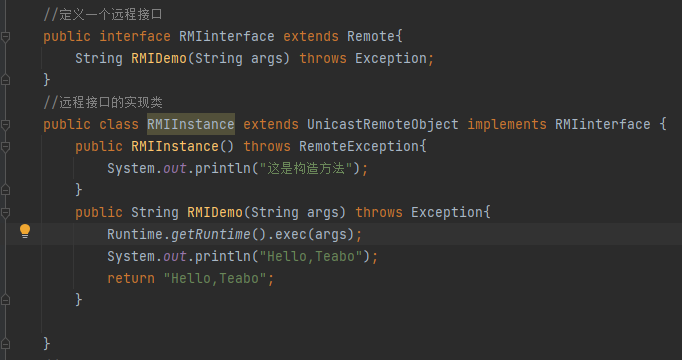 //定义一个远程接口
public interface RMIinterface extends Remote{
    String RMIDemo(String args) throws Exception;
}
//远程接口的实现类
public class RMIInstance extends UnicastRemoteObject implements RMIinterface {
    public RMIInstance() throws RemoteException{
        System.out.println("这是构造方法");
    }
    public String RMIDemo(String args) throws Exception{
        Runtime.getRuntime().exec(args);
        System.out.println("Hello,Teabo");
        return "Hello,Teabo";
    }
}